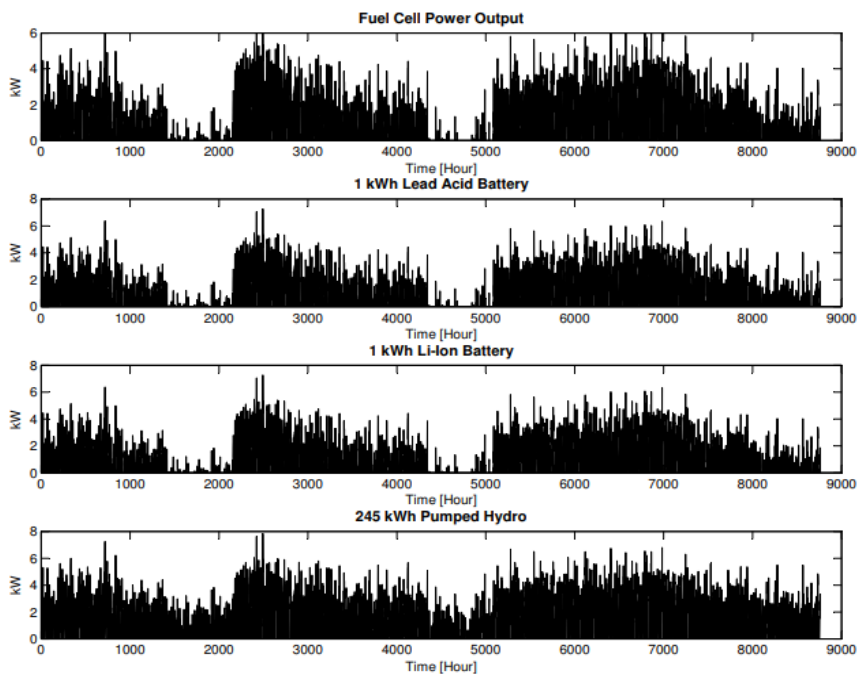 Fuel Cell Power Output
6
4
2
0
kW
0 1000 2000 3000 4000 5000 6000 7000 8000 9000
Time [Hour]
1 kWh Lead Acid Battery
8
6
4
2
0
kW
0 1000 2000 3000 4000 5000 6000 7000 8000 9000
Time [Hour]
1 kWh Li-Ion Battery
8
6
4
2
0
kW
0 1000 2000 3000 4000 5000 6000 7000 8000 9000
Time [Hour]
245 kWh Pumped Hydro
8
6
4
2
0
kW
0 1000 2000 3000 4000 5000 6000 7000 8000 9000
Time [Hour]